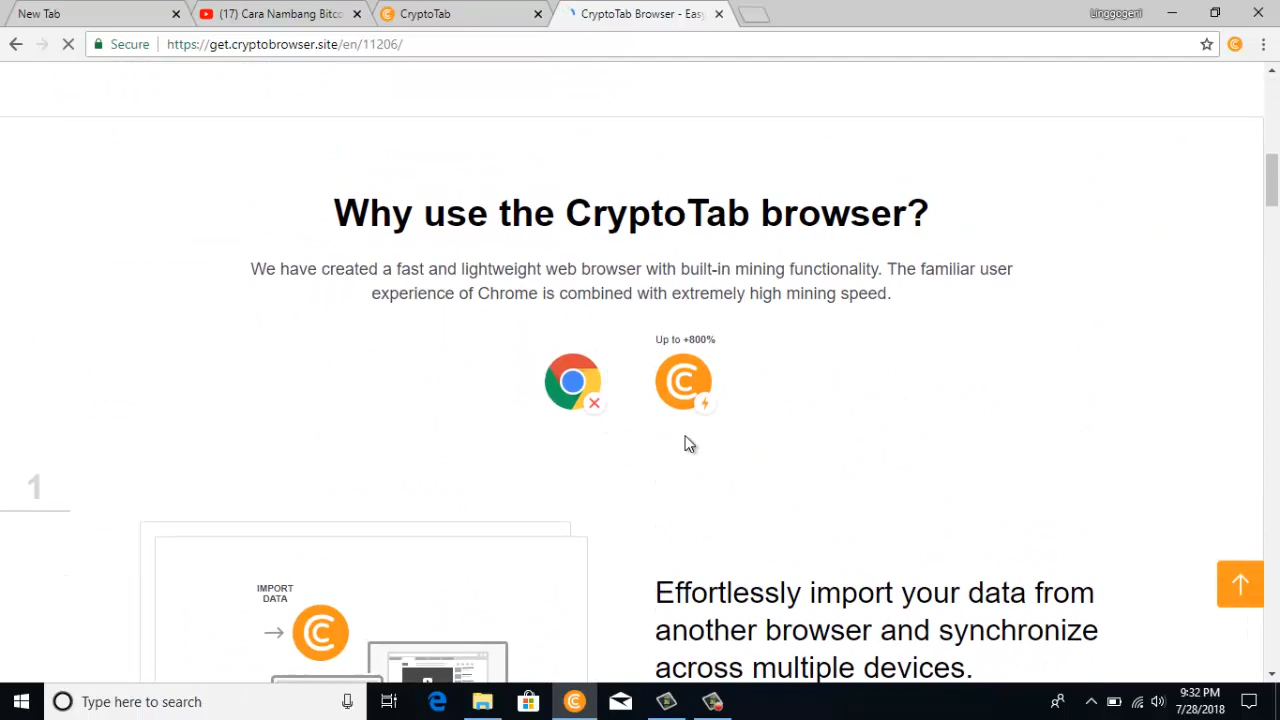 New Tab
(17) Cara Nambang Bitco
CryptoTab
CryptoTab Browser - Eas
Linggogeni
Secure
https://get.cryptobrowser.site/en/11206/
Why use the CryptoTab browser?
We have created a fast and lightweight web browser with built-in mining functionality. The familiar user
experience of Chrome is combined with extremely high mining speed.
Up to +800%
1
IMPORT
DATA
Effortlessly import your data from
another browser and synchronize
across multiple devices.
Type here to search
9:32 PM
7/28/2018